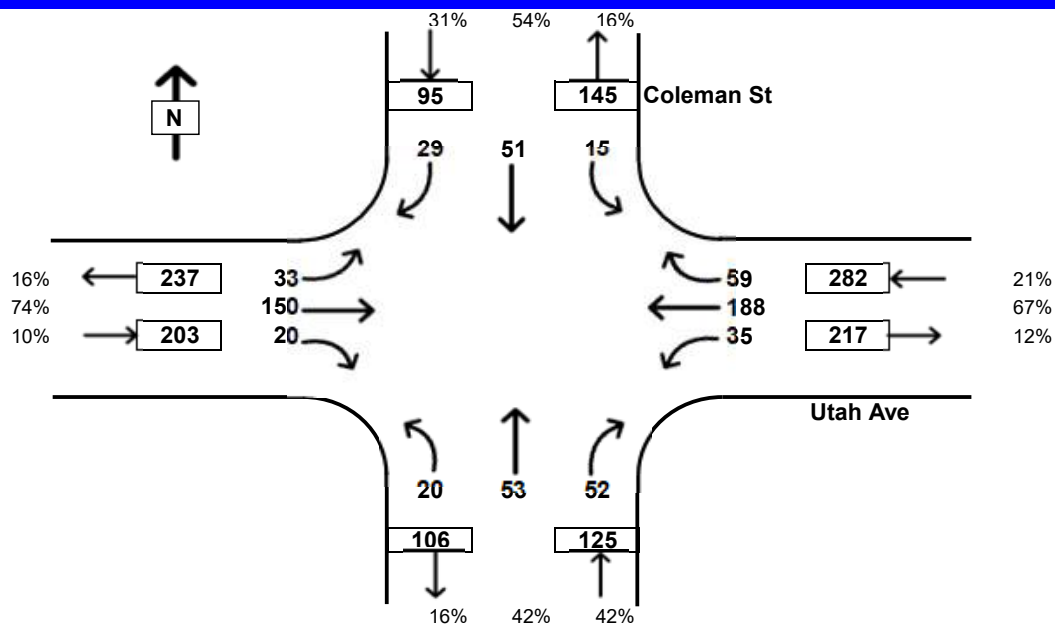 31% 54% 16%
N
95 145 Coleman St
29 51 15
16% 237 33 59 282 21%
74% 150 188 67%
10% 203 20 35 217 12%
Utah Ave
20 53 52
106 125
16% 42% 42%